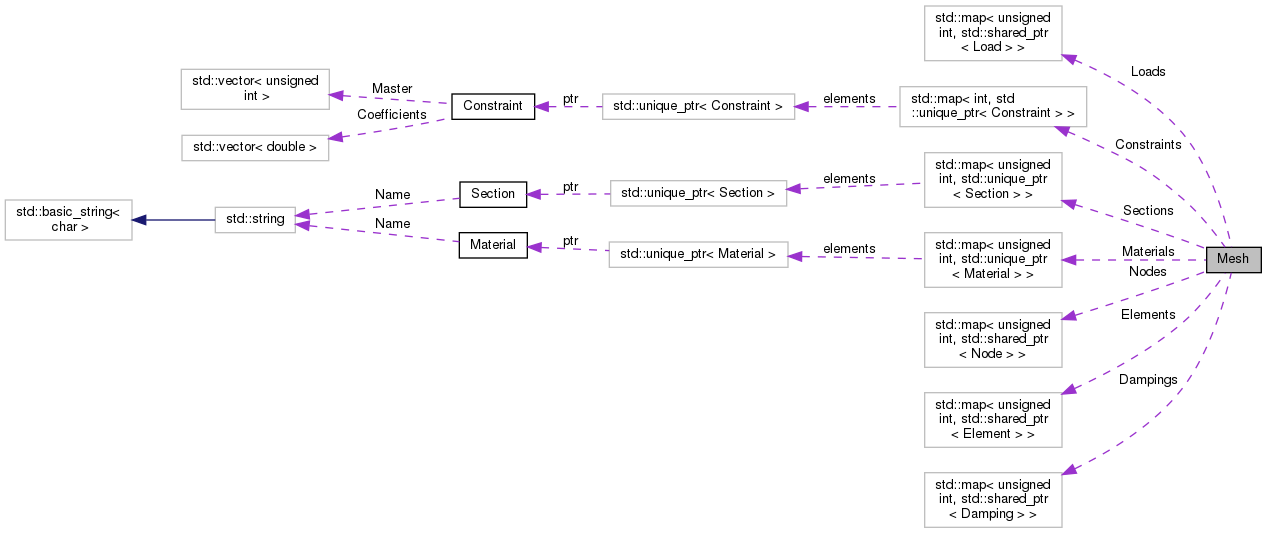 std::map< unsigned
int, std::shared_ptr
< Load > >
Loads
std::vector< unsigned
int >
Master
Constraint
ptr
std::unique_ptr< Constraint >
elements
std::map< int, std
::unique_ptr< Constraint > >
Coefficients
std::vector< double >
Constraints
std::map< unsigned
int, std::unique_ptr
< Section > >
elements
std::unique_ptr< Section >
ptr
Section
Name
Sections
std::basic_string<
char >
std::string
Name
Material
ptr
std::unique_ptr< Material >
elements
std::map< unsigned
int, std::unique_ptr
< Material > >
Materials
Mesh
Nodes
std::map< unsigned
int, std::shared_ptr
< Node > >
Elements
std::map< unsigned
int, std::shared_ptr
< Element > >
Dampings
std::map< unsigned
int, std::shared_ptr
< Damping > >